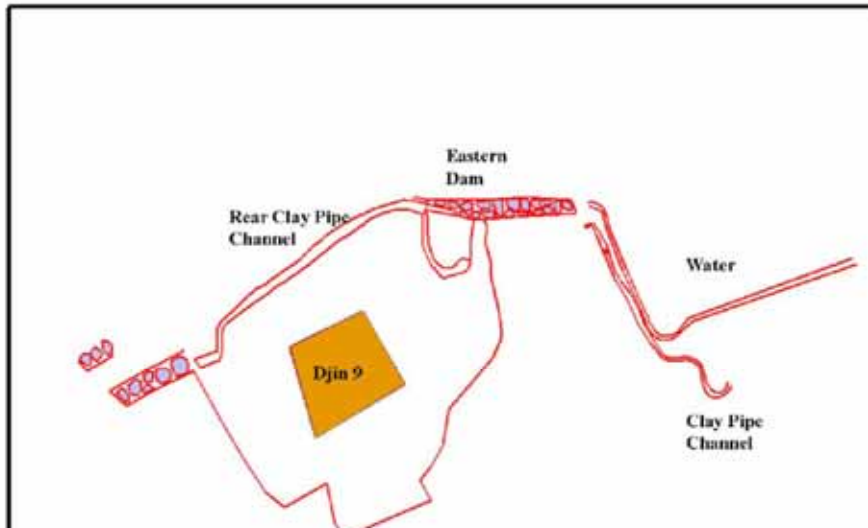 Eastern
Dam
Rear Clay Pipe
Channel
Water
Djin 9
Clay Pipe
Channel